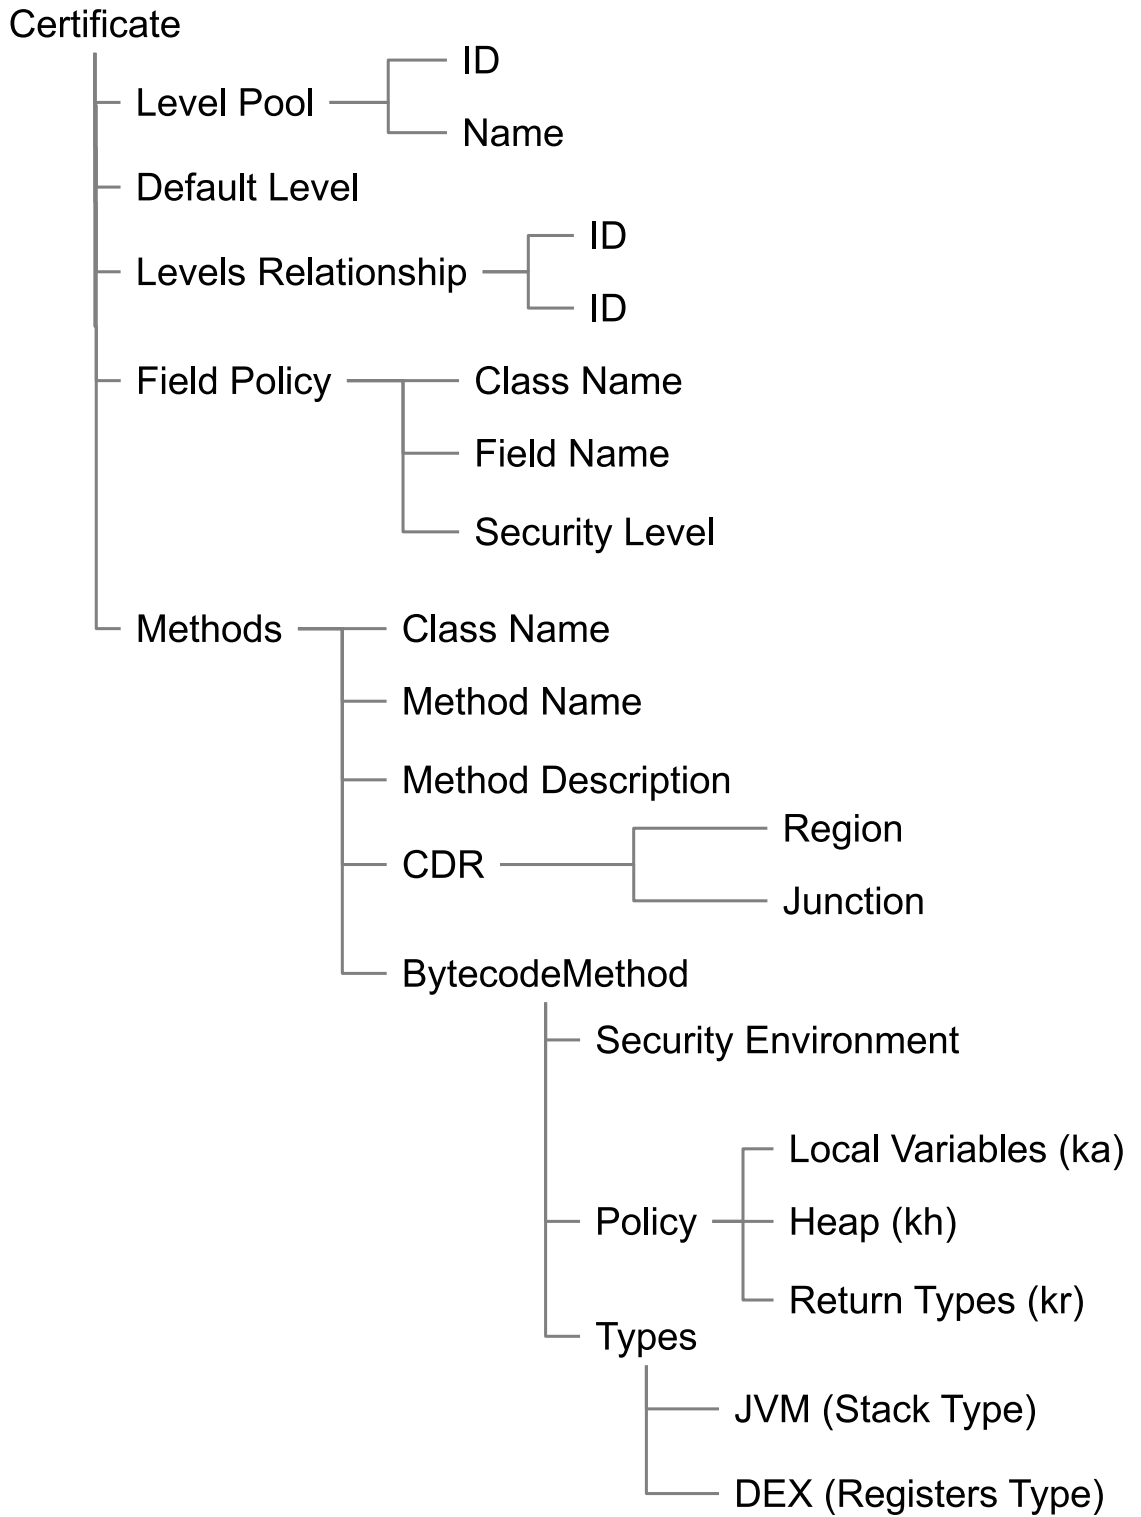 Certificate
ID
Level Pool
Name
Default Level
ID
Levels Relationship
ID
Field Policy
Class Name
Field Name
Security Level
Methods
Class Name
Method Name
Method Description
Region
CDR
Junction
BytecodeMethod
Security Environment
Local Variables (ka)
Policy
Heap (kh)
Return Types (kr)
Types
JVM (Stack Type)
DEX (Registers Type)